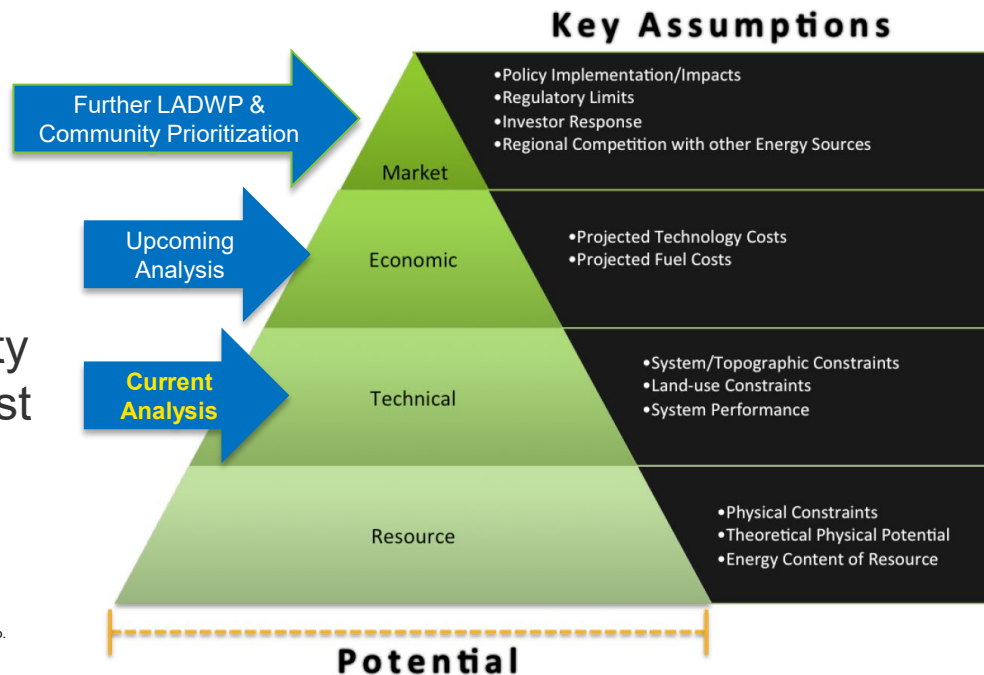 Key Assumptions
Further LADWP &
Community Prioritization
•Policy Implementation/Impacts
•Regulatory Limits
•Investor Response
•Regional Competition with other Energy Sources
Market
Upcoming
Analysis
Economic
•Projected Technology Costs
•Projected Fuel Costs
ty
st
Current
Analysis
Technical
•System/Topographic Constraints
•Land-use Constraints
•System Performance
Resource
•Physical Constraints
•Theoretical Physical Potential
•Energy Content of Resource
Potential